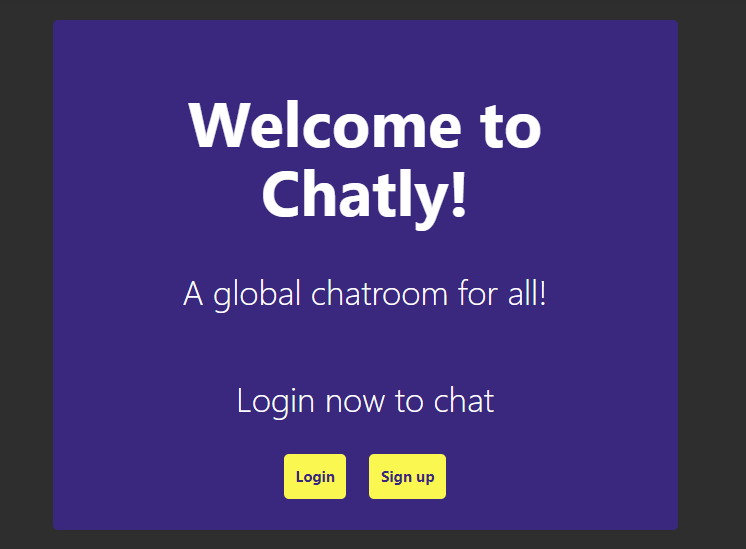 Welcome to
Chatly!
A global chatroom for all!
Login now to chat
Login
Sign up